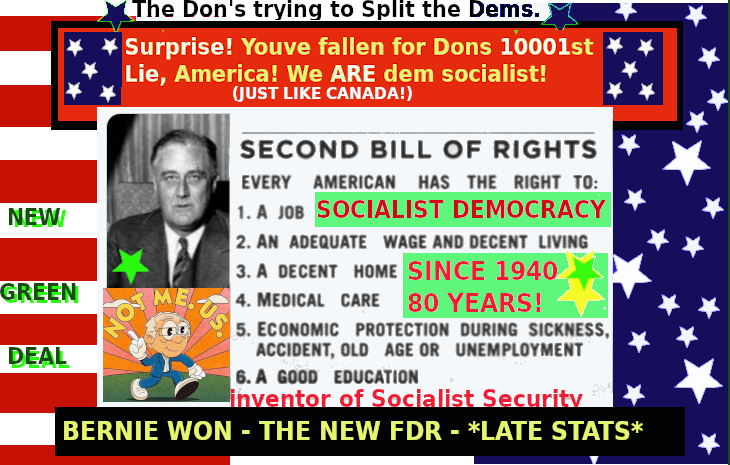 The Don's trying to Split the Dems.
Surprise! Youve fallen for Dons 10001st
Lie, America! We ARE dem socialist!
(JUST LIKE CANADA!)
SECOND BILL OF RIGHTS
EVERY AMERICAN HAS THE RIGHT TO:
1. A JOB SOCIALIST DEMOCRACY
2. AN ADEQUATE WAGE AND DECENT LIVING
3. A DECENT HOME SINCE 1940
4. MEDICAL CARE 80 YEARS!
5. ECONOMIC PROTECTION DURING SICKNESS,
ACCIDENT, OLD AGE OR UNEMPLOYMENT
6. A GOOD EDUCATION
inventor of Socialist Security
NEW
GREEN
DEAL
NOT ME. US.
BERNIE WON - THE NEW FDR - *LATE STATS*